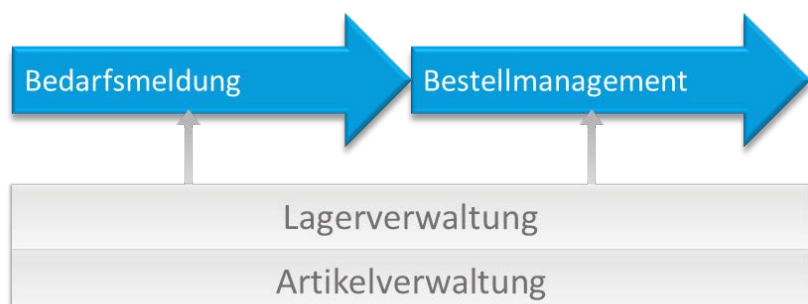 Bedarfsmeldung
Bestellmanagement
Lagerverwaltung
Artikelverwaltung